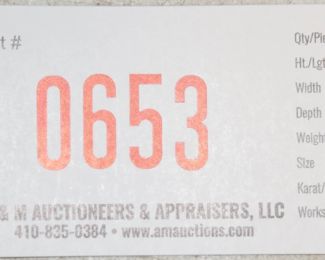 t #
0653
& M AUCTIONEERS & APPRAISERS, LLC
410-835-0384 • www.amauctions.com
Qty/Pie
Ht./Lgt
Width
Depth
Weight
Size
Karat/
Works